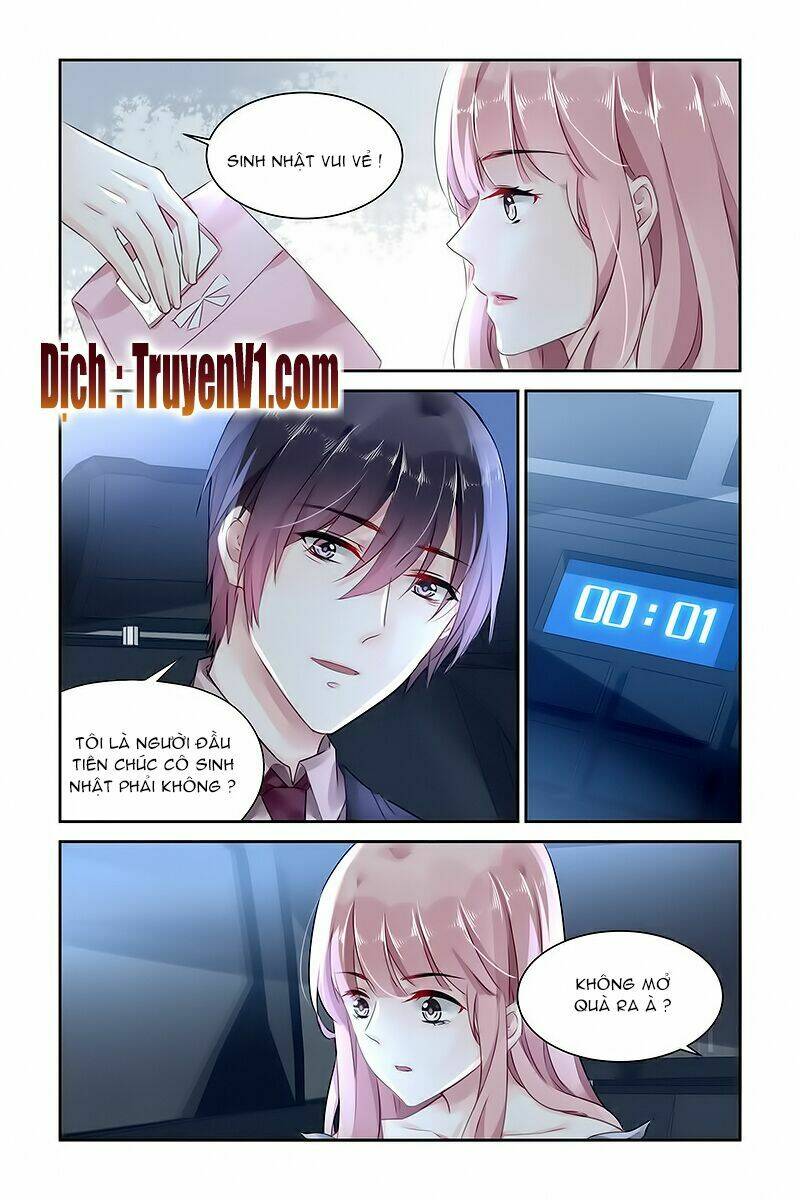 SINH NHẬT VUI VẺ !
Dịch : TruyenV1.com
00:01
TÔI LÀ NGƯỜI ĐẦU
TIÊN CHÚC CÔ SINH
NHẬT PHẢI KHÔNG ?
KHÔNG MỞ
QUÀ RA À ?